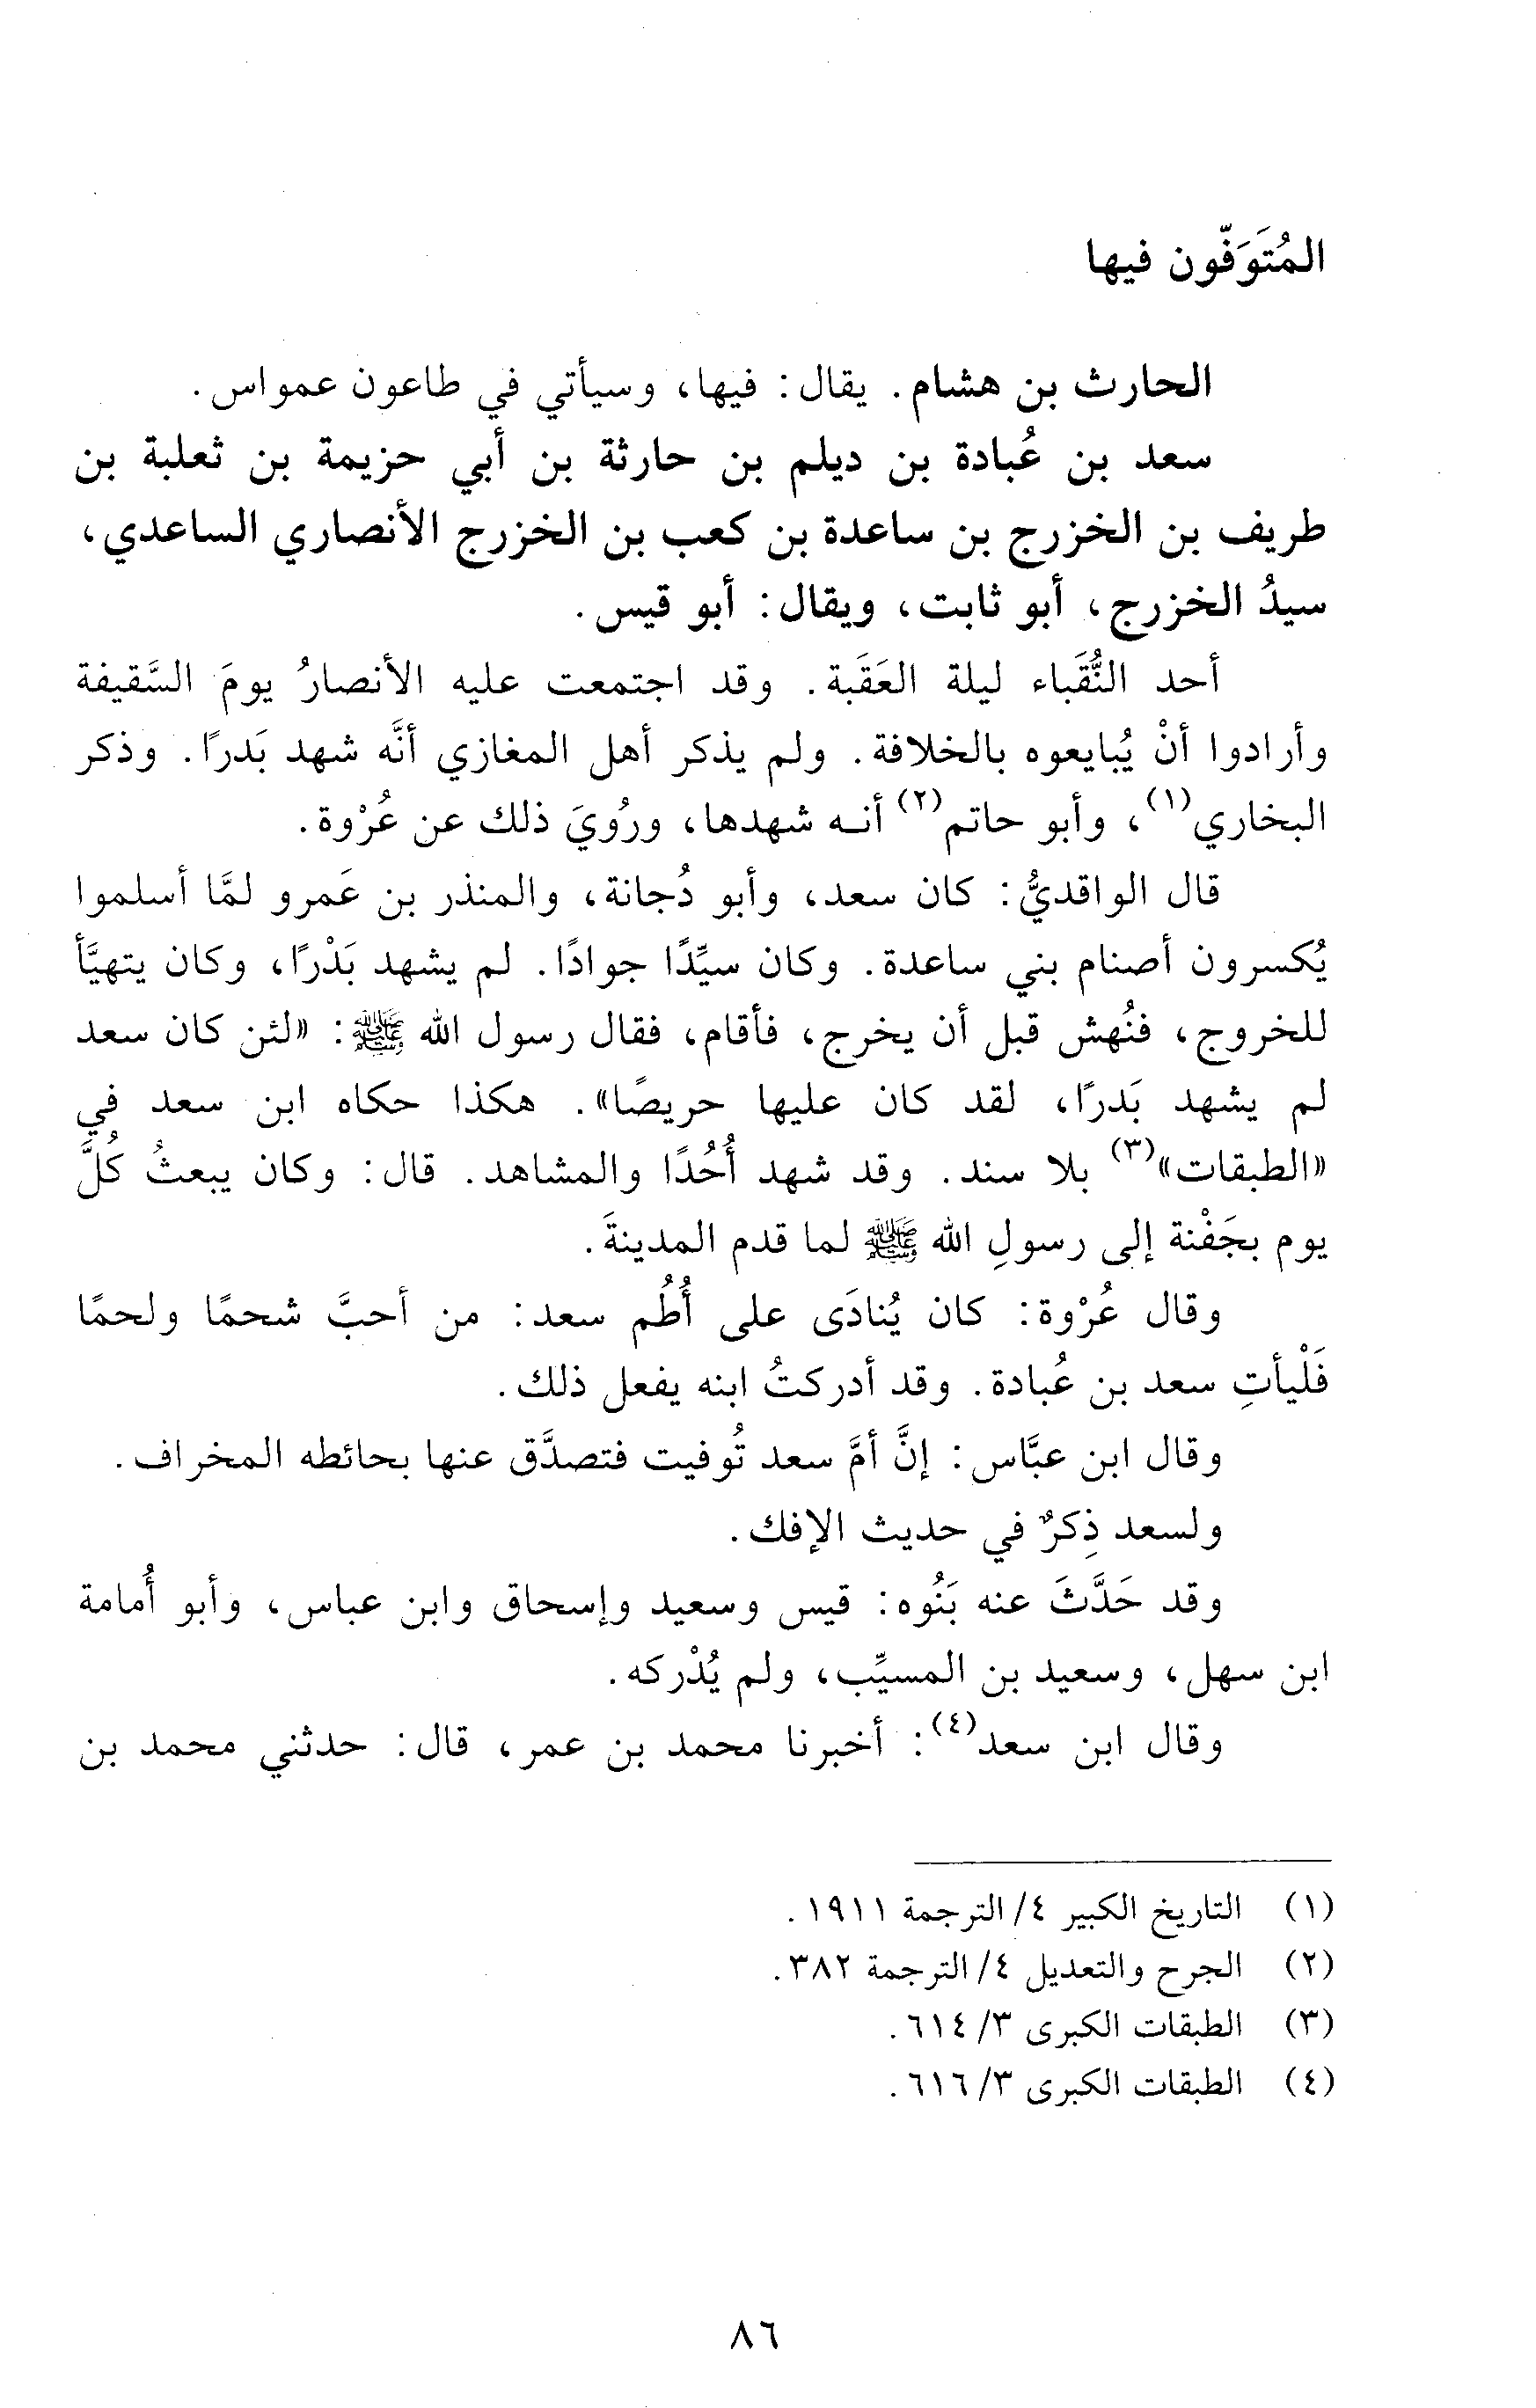 المُتَوَفّون فيها
الحارث بن هشام. يقال: فيها، وسيأتي في طاعون عمواس.
سعد بن عُبادة بن ديلم بن حارثة بن أبي حزيمة بن ثعلبة بن
طريف بن الخزرج بن ساعدة بن كعب بن الخزرج الأنصاري الساعدي،
سيدُ الخزرج، أبو ثابت، ويقال: أبو قيس.
أحد النُّقَباء ليلة العَقَبة. وقد اجتمعت عليه الأنصارُ يومَ السَّقيفة
وأرادوا أنْ يُبايعوه بالخلافة. ولم يذكر أهل المغازي أنَّه شهد بَدرًا. وذكر
البخاري(١)، وأبو حاتم(٢) أنـه شهدها، ورُويَ ذلك عن عُرْوة.
قال الواقديُّ: كان سعد، وأبو دُجانة، والمنذر بن عَمرو لمَّا أسلموا
يُكسرون أصنام بني ساعدة. وكان سيِّدًا جوادًا. لم يشهد بَدْرًا، وكان يتهيَّأ
للخروج، فنُهش قبل أن يخرج، فأقام، فقال رسول الله ﷺ: «لئن كان سعد
لم يشهد بَدرًا، لقد كان عليها حريصًا». هكذا حكاه ابن سعد في
«الطبقات»(٣) بلا سند. وقد شهد أُحُدًا والمشاهد. قال: وكان يبعثُ كُلَّ
يوم بجَفْنة إلى رسولِ الله ﷺ لما قدم المدينةَ.
وقال عُرْوة: كان يُنادَى على أُطُم سعد: من أحبَّ شحمًا ولحمًا
فَلْيأتِ سعد بن عُبادة. وقد أدركتُ ابنه يفعل ذلك.
وقال ابن عبَّاس: إنَّ أمَّ سعد تُوفيت فتصدَّق عنها بحائطه المخراف.
ولسعد ذِكرٌ في حديث الإفك.
وقد حَدَّثَ عنه بَنُوه: قيس وسعيد وإسحاق وابن عباس، وأبو أُمامة
ابن سهل، وسعيد بن المسيِّب، ولم يُدْركه.
وقال ابن سعد(٤): أخبرنا محمد بن عمر، قال: حدثني محمد بن
(١) التاريخ الكبير ٤/ الترجمة ١٩١١.
(٢) الجرح والتعديل ٤/ الترجمة ٣٨٢.
(٣) الطبقات الكبرى ٣/ ٦١٤.
(٤) الطبقات الكبرى ٣/ ٦١٦.
٨٦